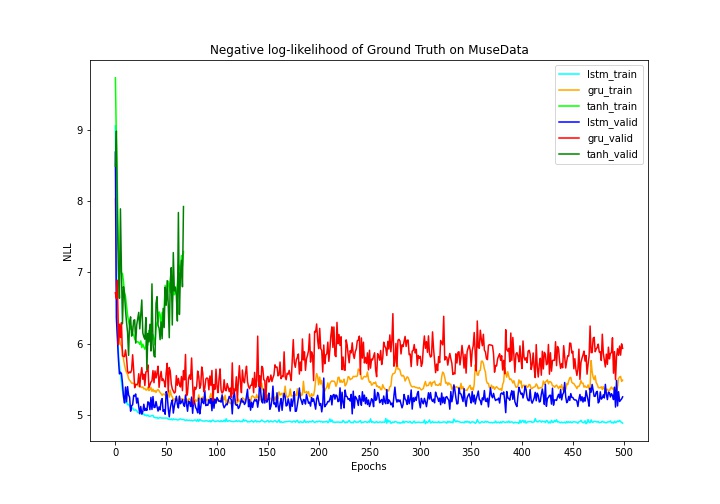 Negative log-likelihood of Ground Truth on MuseData
lstm_train
gru_train
tanh_train
lstm_valid
gru_valid
tanh_valid
9
8
7
6
5
NLL
0 50 100 150 200 250 300 350 400 450 500
Epochs